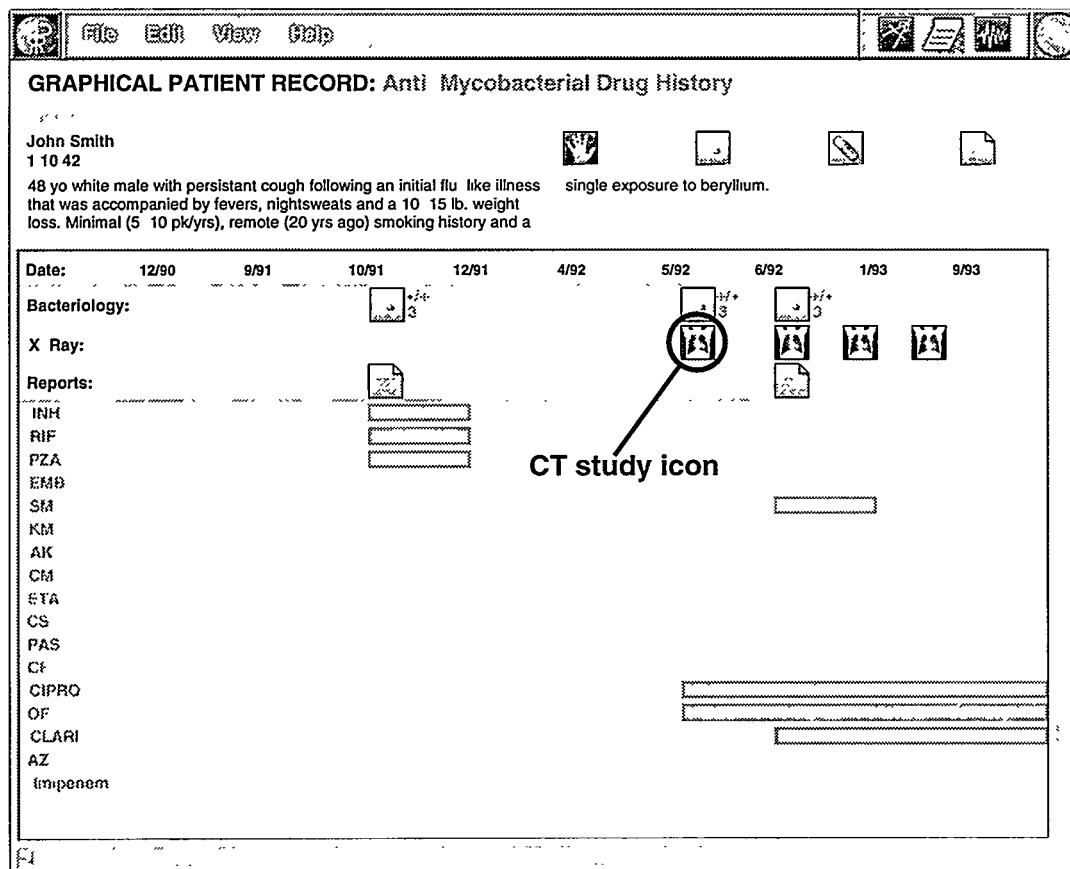 File Edit View Help
GRAPHICAL PATIENT RECORD: Anti Mycobacterial Drug History
John Smith
1 10 42
48 yo white male with persistant cough following an initial flu like illness
that was accompanied by fevers, nightsweats and a 10 15 lb. weight
loss. Minimal (5 10 pk/yrs), remote (20 yrs ago) smoking history and a
single exposure to beryllium.
Date: 12/90 9/91 10/91 12/91 4/92 5/92 6/92 1/93 9/93
Bacteriology: +/+ 3 +/+ 3 +/+ 3
X Ray:
Reports:
INH
RIF
PZA
CT study icon
EMB
SM
KM
AK
CM
ETA
CS
PAS
CIPRO
OF
CLARI
AZ
Imipenem